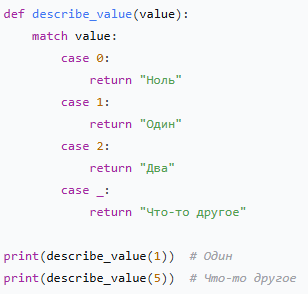 def describe_value(value):
    match value:
        case 0:
            return "Ноль"
        case 1:
            return "Один"
        case 2:
            return "Два"
        case _:
            return "Что-то другое"

print(describe_value(1))  # Один
print(describe_value(5))  # Что-то другое